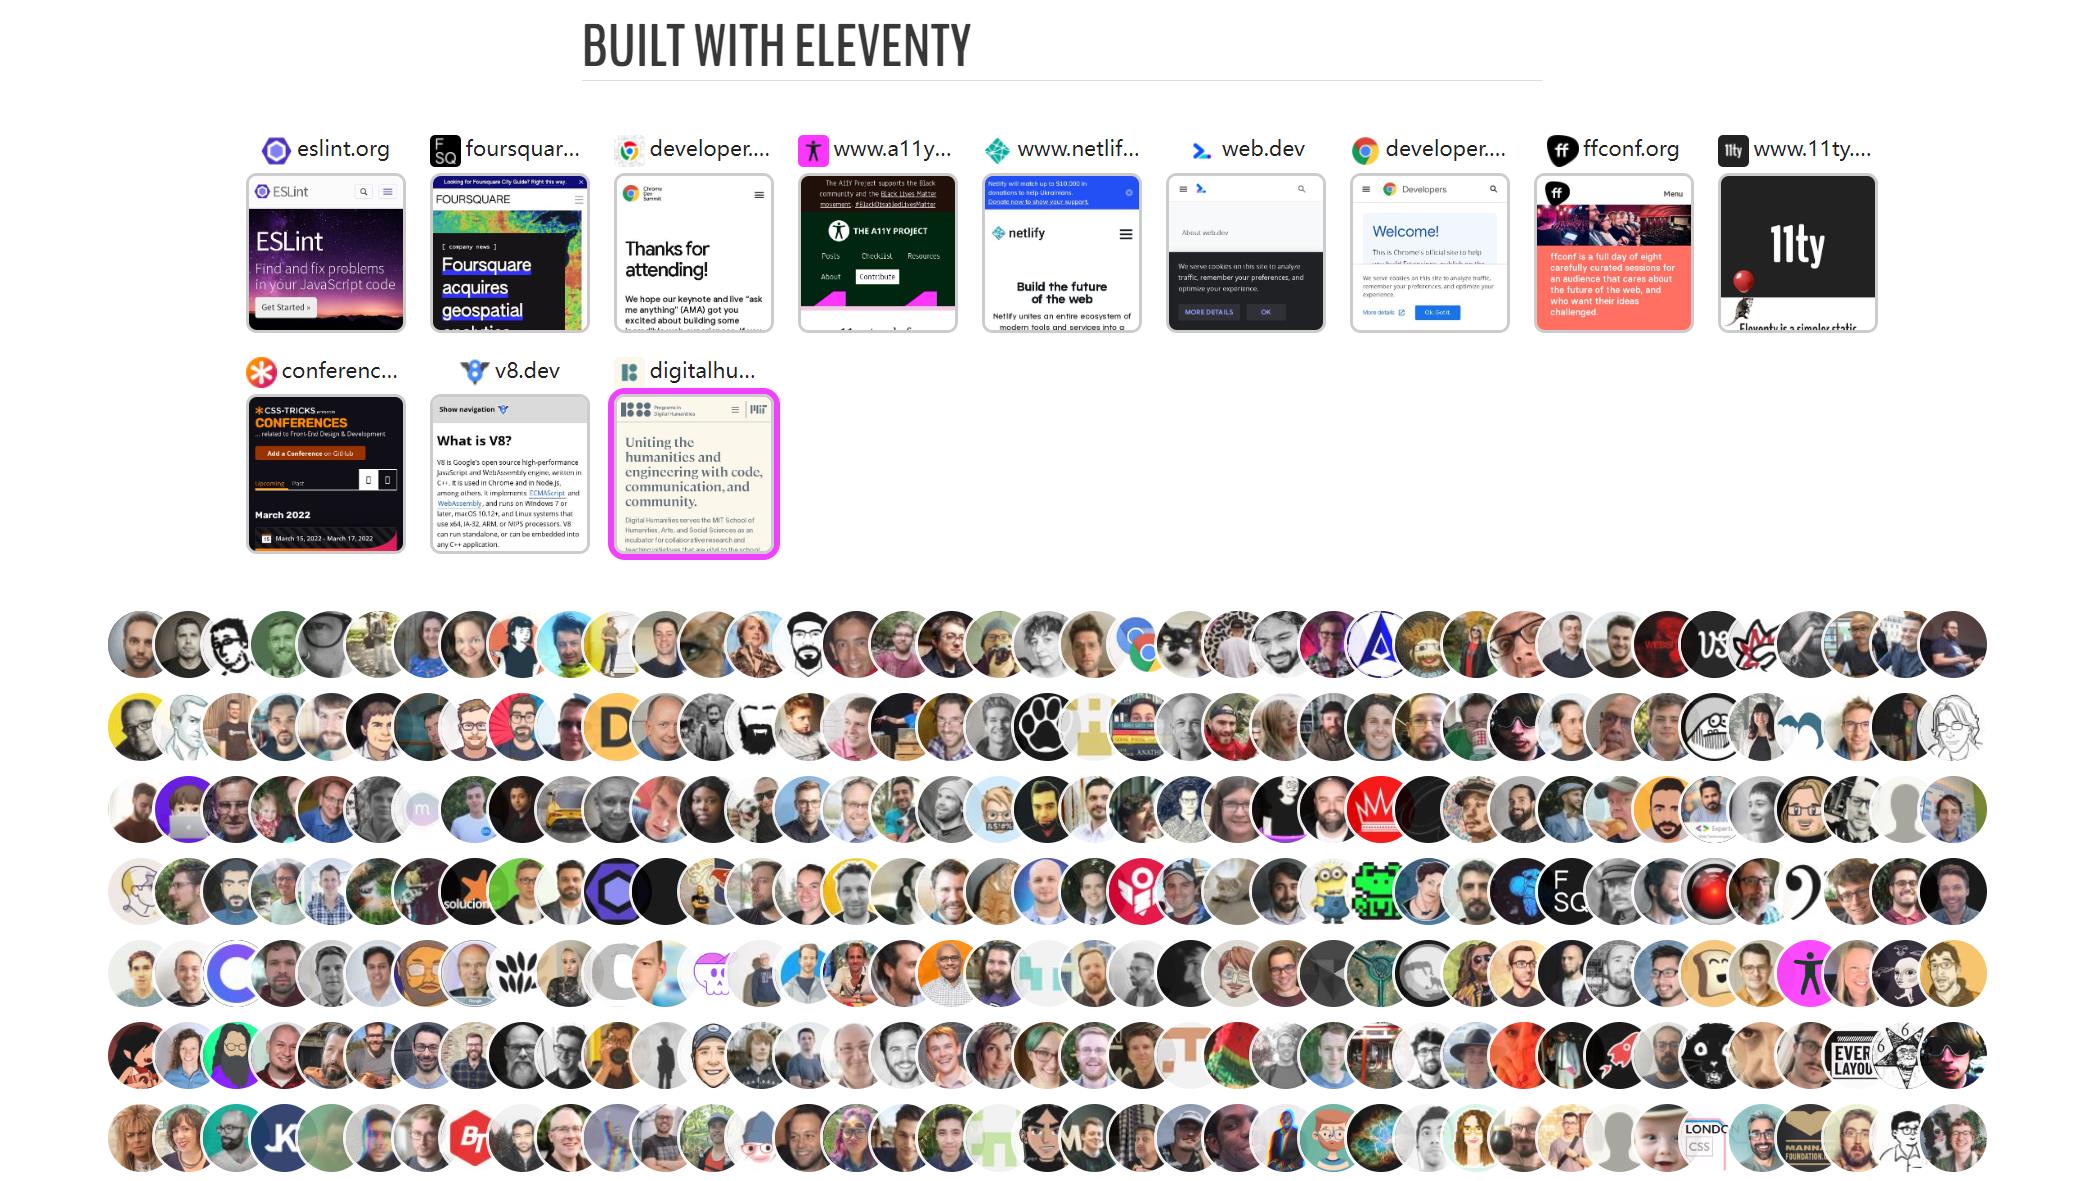 BUILT WITH ELEVENTY
eslint.org
foursquar...
developer....
www.a11y...
www.netlif...
web.dev
developer....
ffconf.org
www.11ty....
ESLint
ESLint
Find and fix problems
in your JavaScript code
Get Started »
Looking for Foursquare City Guide? Right this way.
FOURSQUARE
[ company news ]
Foursquare
acquires
geospatial
analytics
Chrome
Dev
Summit
Thanks for
attending!
We hope our keynote and live "ask
me anything" (AMA) got you
excited about building some
The A11Y Project supports the Black
community and the Black Lives Matter
movement. #BlackDisabledLivesMatter
THE A11Y PROJECT
Posts
Checklist
Resources
About
Contribute
Netlify will match up to $10,000 in
donations to help Ukrainians.
Donate now to show your support.
netlify
Build the future
of the web
Netlify unites an entire ecosystem of
modern tools and services into a
About web.dev
We serve cookies on this site to analyze
traffic, remember your preferences, and
optimize your experience.
MORE DETAILS
OK
Developers
Welcome!
This is Chrome's official site to help
We serve cookies on this site to analyze traffic,
remember your preferences, and optimize your
experience.
More details
Ok, Got it.
ff
Menu
ffconf is a full day of eight
carefully curated sessions for
an audience that cares about
the future of the web, and
who want their ideas
challenged.
11ty
Eleventy is a simpler static
conferenc...
v8.dev
digitalhu...
CSS-TRICKS presents
CONFERENCES
... related to Front-End Design & Development
Add a Conference on GitHub
Upcoming
Past
March 2022
March 15, 2022 - March 17, 2022
Show navigation
What is V8?
V8 is Google's open source high-performance
JavaScript and WebAssembly engine, written in
C++. It is used in Chrome and in Node.js,
among others. It implements ECMAScript and
WebAssembly, and runs on Windows 7 or
later, macOS 10.12+, and Linux systems that
use x64, IA-32, ARM, or MIPS processors. V8
can run standalone, or can be embedded into
any C++ application.
Programs in
Digital Humanities
MIT
Uniting the
humanities and
engineering with code,
communication, and
community.
Digital Humanities serves the MIT School of
Humanities, Arts, and Social Sciences as an
incubator for collaborative research and
teaching initiatives that are vital to the school
D
m
solucion
F
SQ
C
C
EVER
LAYOU
JK
BT
LONDC
CSS
MANN
FOUNDATION